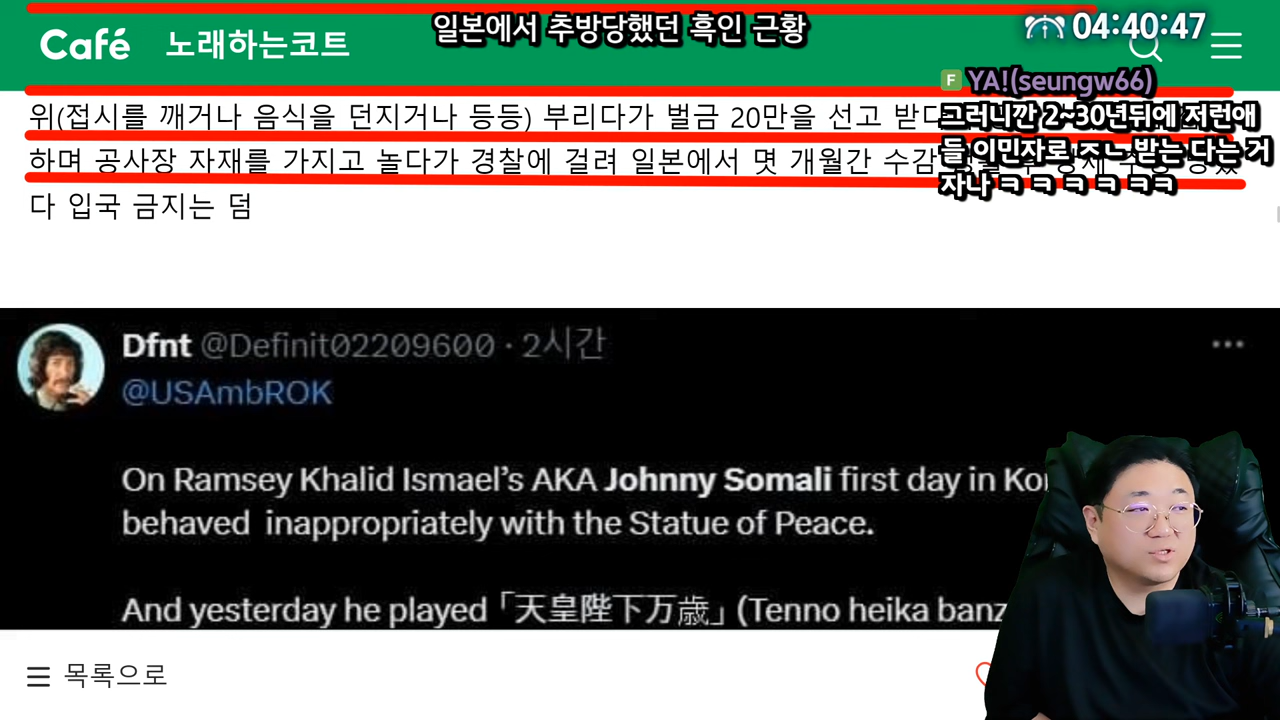 Café 노래하는코트
일본에서 추방당했던 흑인 근황
04:40:47
F YA!(seungw66)
그러니깐 2~30년뒤에 저런애
들 이민자로 ㅈㄴ 받는 다는 거
자나 ㅋ ㅋ ㅋ ㅋ ㅋㅋ
위(접시를 깨거나 음식을 던지거나 등등) 부리다가 벌금 20만을 선고 받다
하며 공사장 자재를 가지고 놀다가 경찰에 걸려 일본에서 몇 개월간 수감
다 입국 금지는 덤
Dfnt @Definit02209600 · 2시간
@USAmbROK
On Ramsey Khalid Ismael's AKA Johnny Somali first day in
behaved inappropriately with the Statue of Peace.
And yesterday he played「天皇陛下万歳」(Tenno heika
목록으로